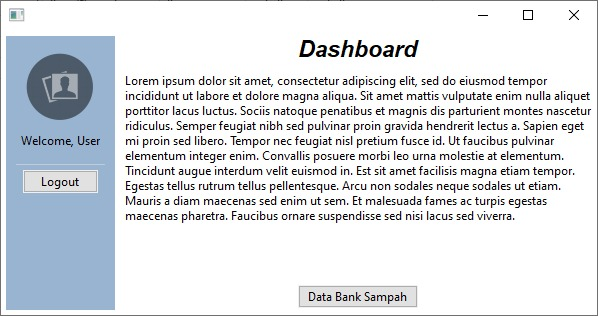 Dashboard
Welcome, User
Logout
Lorem ipsum dolor sit amet, consectetur adipiscing elit, sed do eiusmod tempor
incididunt ut labore et dolore magna aliqua. Sit amet mattis vulputate enim nulla aliquet
porttitor lacus luctus. Sociis natoque penatibus et magnis dis parturient montes nascetur
ridiculus. Semper feugiat nibh sed pulvinar proin gravida hendrerit lectus a. Sapien eget
mi proin sed libero. Tempor nec feugiat nisl pretium fusce id. Ut faucibus pulvinar
elementum integer enim. Convallis posuere morbi leo urna molestie at elementum.
Tincidunt augue interdum velit euismod in. Est sit amet facilisis magna etiam tempor.
Egestas tellus rutrum tellus pellentesque. Arcu non sodales neque sodales ut etiam.
Mauris a diam maecenas sed enim ut sem. Et malesuada fames ac turpis egestas
maecenas pharetra. Faucibus ornare suspendisse sed nisi lacus sed viverra.
Data Bank Sampah